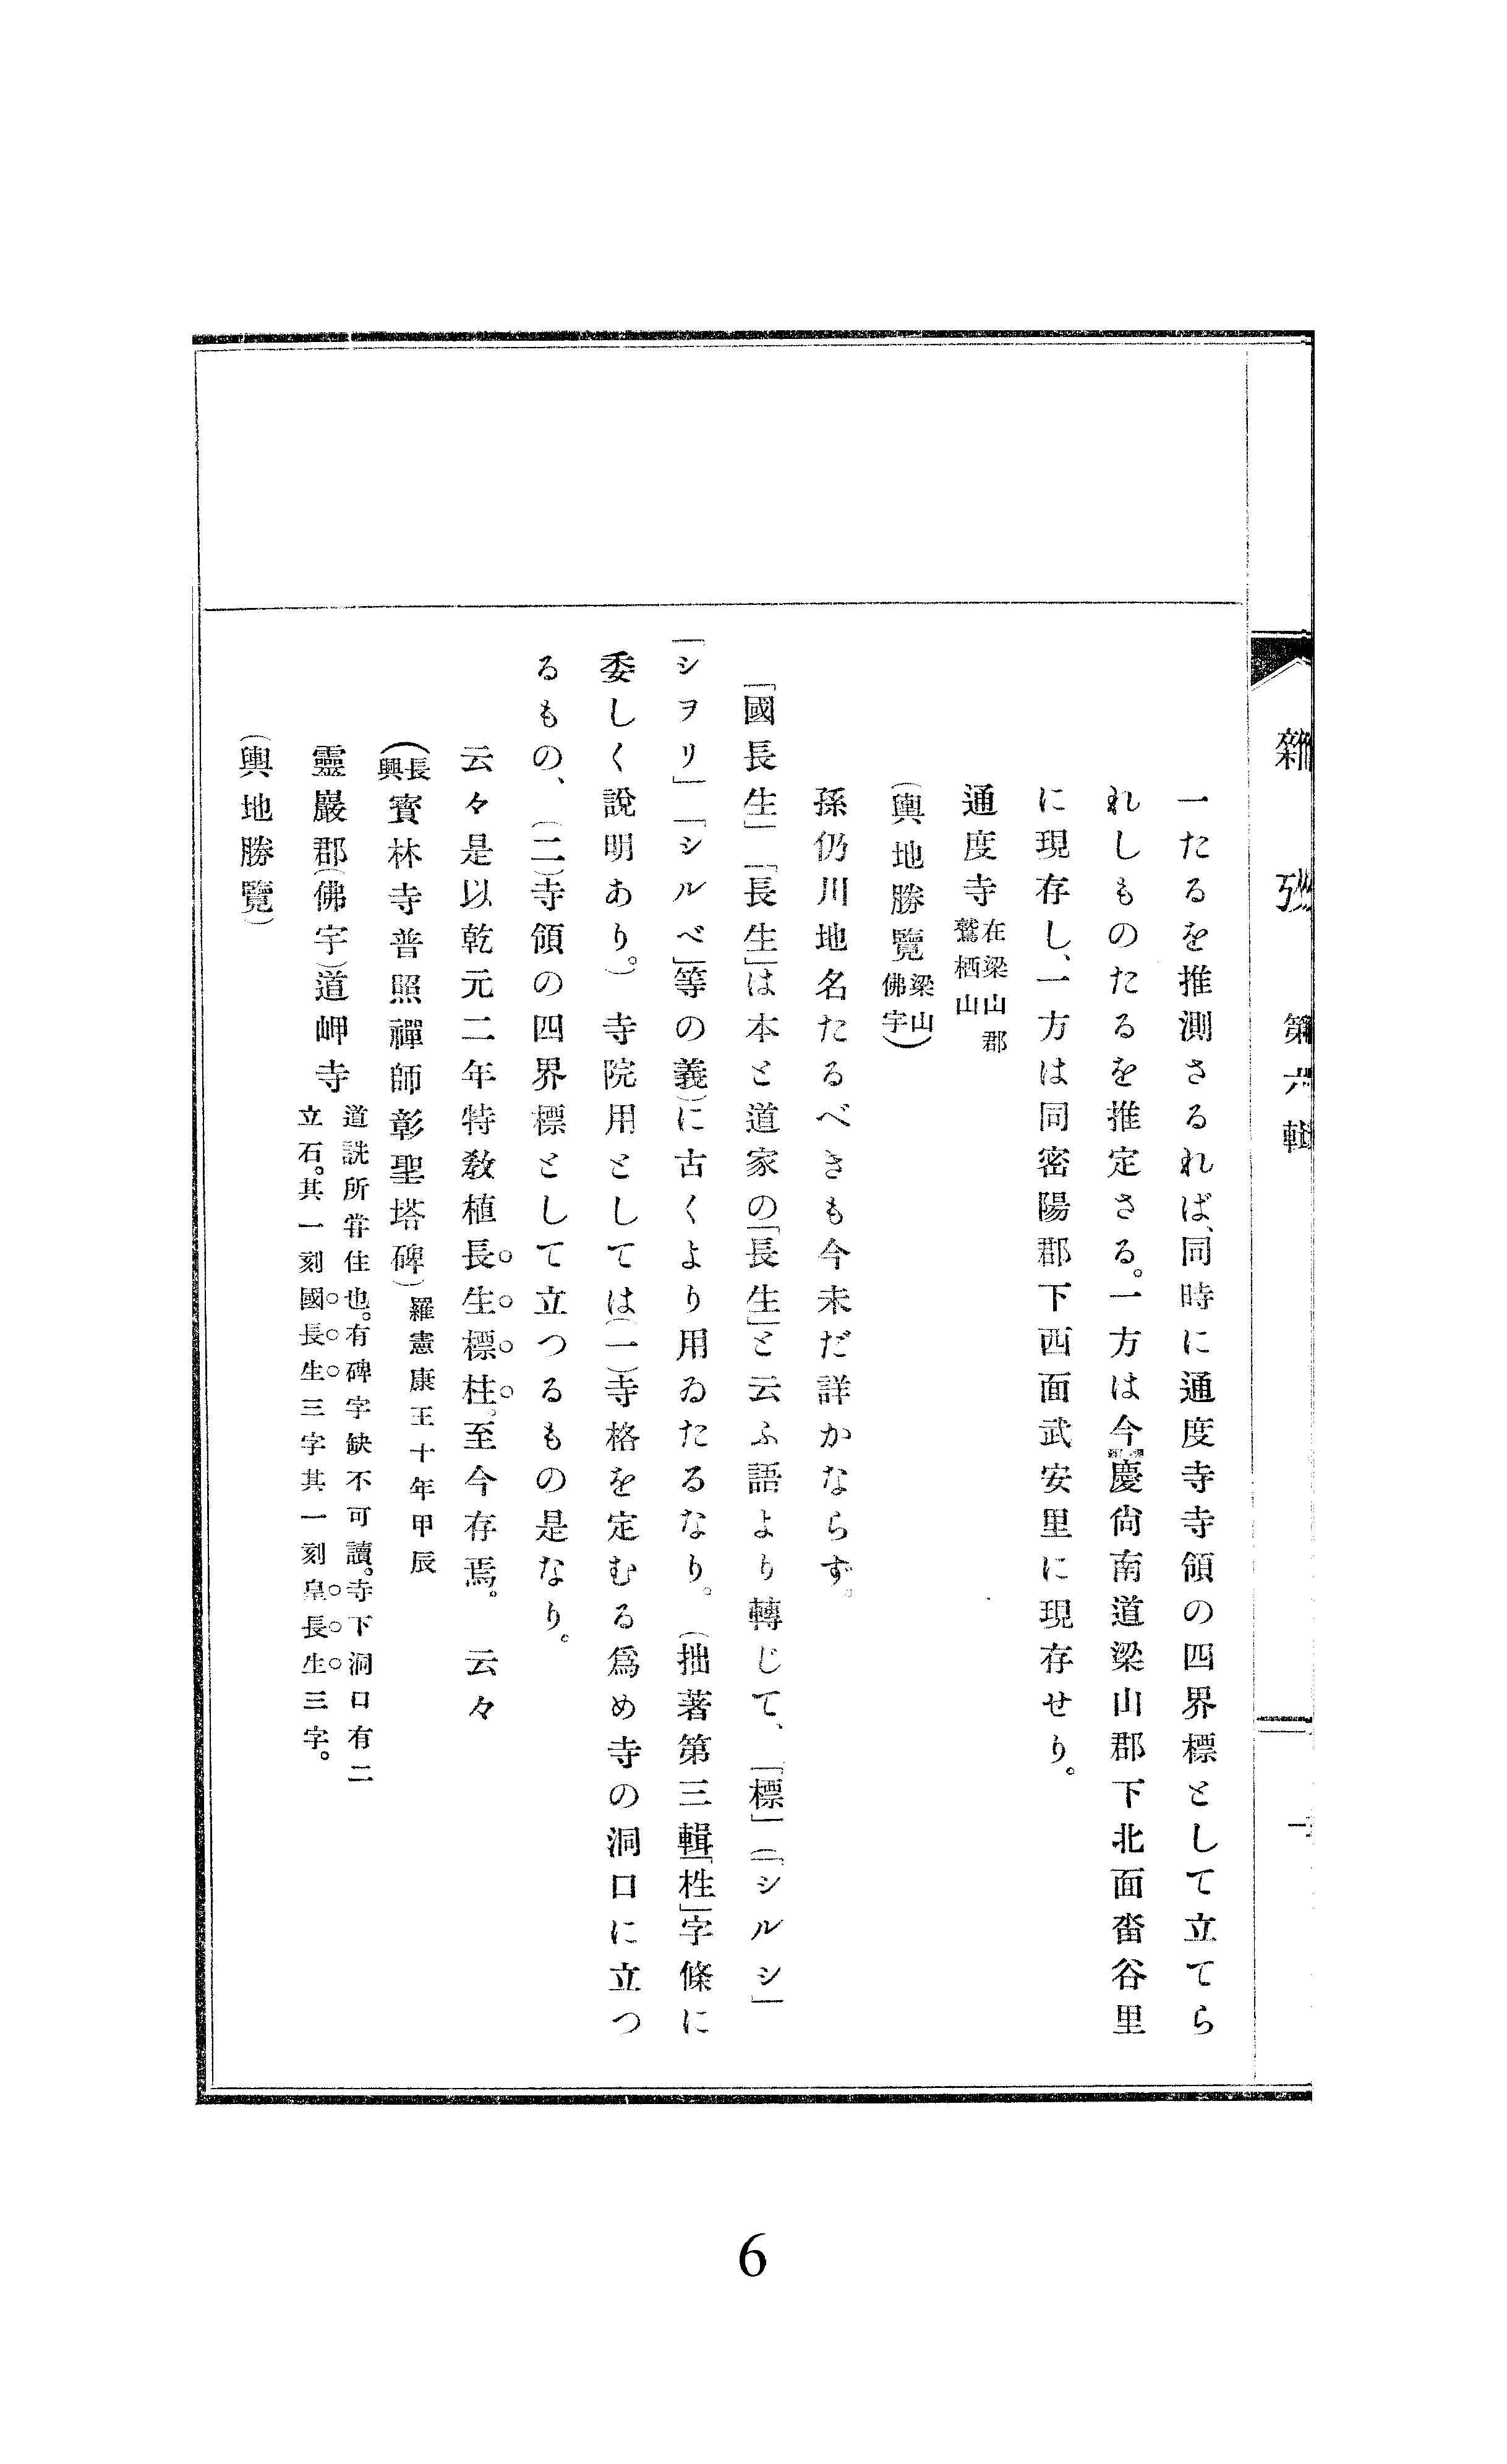 雜攷 第六輯 一
一たるを推測さるれば、同時に通度寺寺領の四界標として立てら
れしものたるを推定さる。一方は今慶尙南道梁山郡下北面畓谷里
に現存し、一方は同密陽郡下西面武安里に現存せり。
通度寺 在梁山郡
鷲栖山
(輿地勝覽 梁山
佛宇)
孫仍川地名たるべきも今未だ詳かならず。
「國長生」「長生」は本と道家の「長生」と云ふ語より轉じて、「標」(「シルシ」
「シヲリ」「シルベ」等の義)に古くより用ゐたるなり。(拙著第三輯「栍」字條に
委しく說明あり。) 寺院用としては(一)寺格を定むる爲め寺の洞口に立つ
るもの、(二)寺領の四界標として立つるもの是なり。
云々是以乾元二年特教植長生標柱。至今存焉。 云々
(長興寶林寺普照禪師彰聖塔碑) 羅憲康王十年甲辰
靈巖郡(佛宇)道岬寺 道詵所甞住也。有碑字缺不可讀。寺下洞口有二
立石。其一刻國長生三字其一刻皇長生三字。
(輿地勝覽)
6